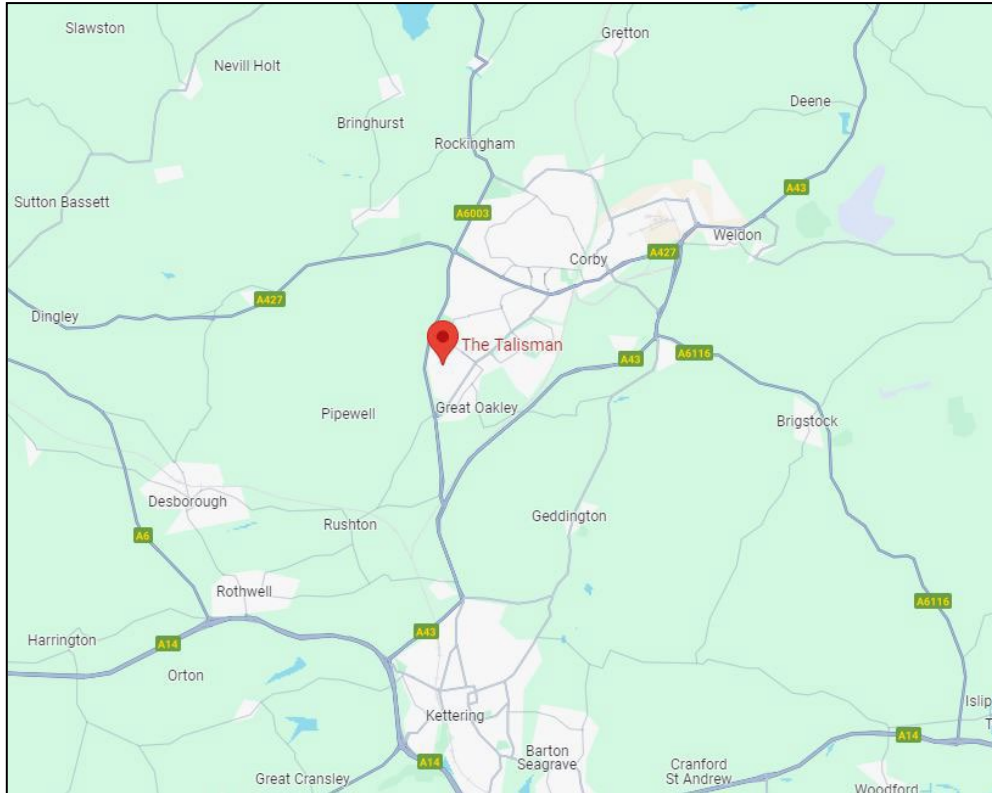 Slawston
Gretton
Nevill Holt
Deene
Bringhurst
Rockingham
A43
Sutton Bassett
A6003
Weldon
A427
Corby
A427
Dingley
The Talisman
A43
A6116
Pipewell
Great Oakley
Brigstock
Desborough
Rushton
Geddington
A6
Rothwell
A6116
A43
Harrington
A14
Orton
Islip
Kettering
T
A14
Barton
Seagrave
A14
Cranford
St Andrew
Great Cransley
Woodford